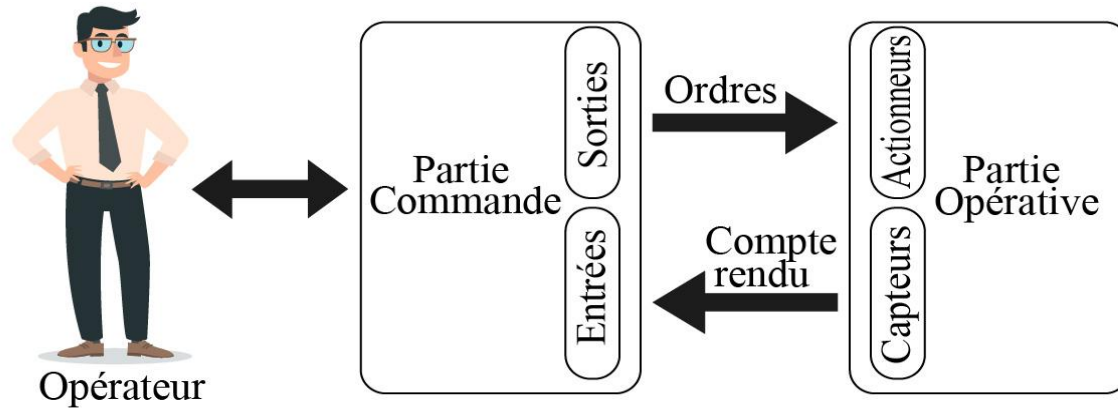 Opérateur
Partie
Commande
Sorties
Entrées
Ordres
Compte
rendu
Actionneurs
Capteurs
Partie
Opérative